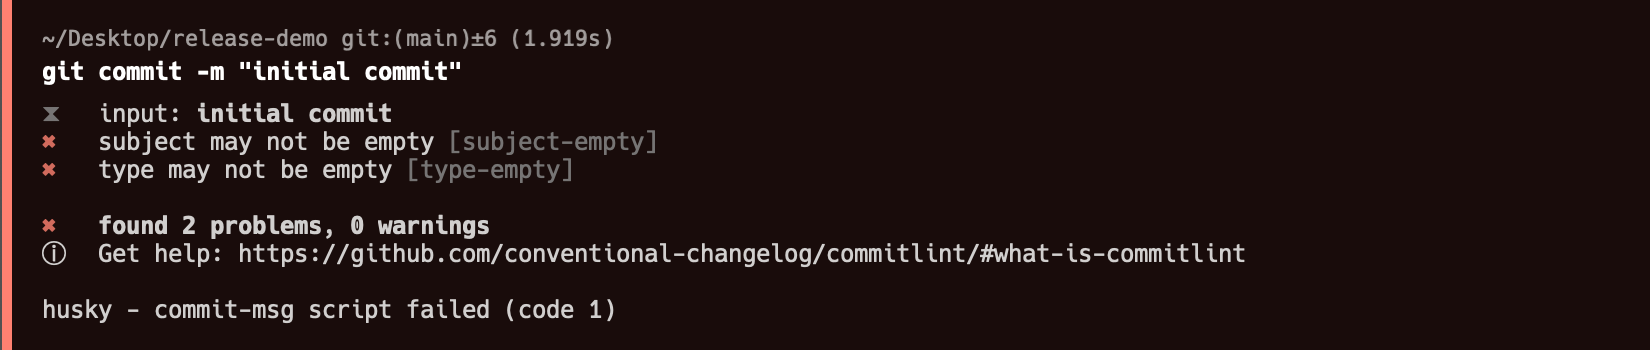 ~/Desktop/release-demo git:(main)±6 (1.919s)
git commit -m "initial commit"
⧗   input: initial commit
✖   subject may not be empty [subject-empty]
✖   type may not be empty [type-empty]
✖   found 2 problems, 0 warnings
ⓘ   Get help: https://github.com/conventional-changelog/commitlint/#what-is-commitlint
husky - commit-msg script failed (code 1)